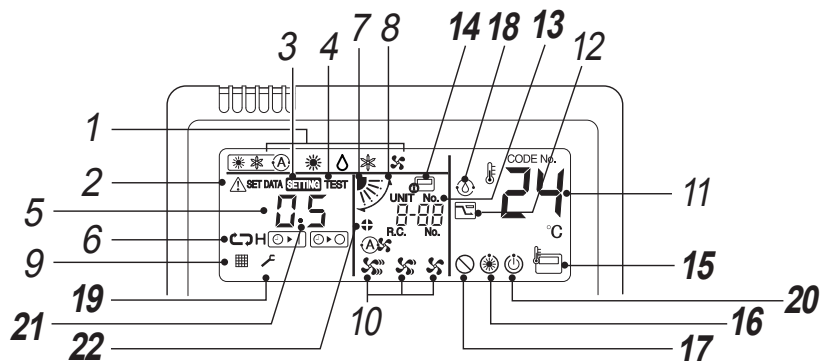 7 8 14 18 13 12
3 4
1
CODE No.
A
2 SET DATA SETTING TEST
UNIT No.
24 11
5 0.5
8-88
R.C. No.
°C
6 H
A
9
15
19 10 20
21 16
22 17